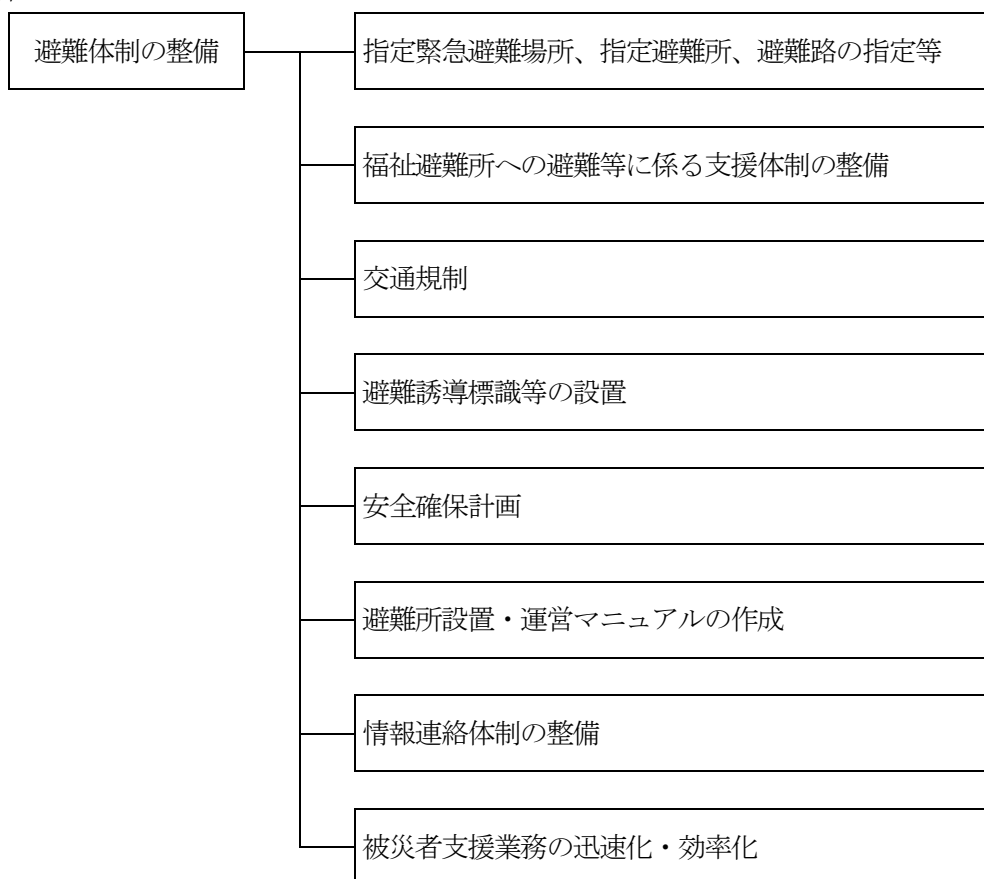 避難体制の整備
指定緊急避難場所、指定避難所、避難路の指定等
福祉避難所への避難等に係る支援体制の整備
交通規制
避難誘導標識等の設置
安全確保計画
避難所設置・運営マニュアルの作成
情報連絡体制の整備
被災者支援業務の迅速化・効率化